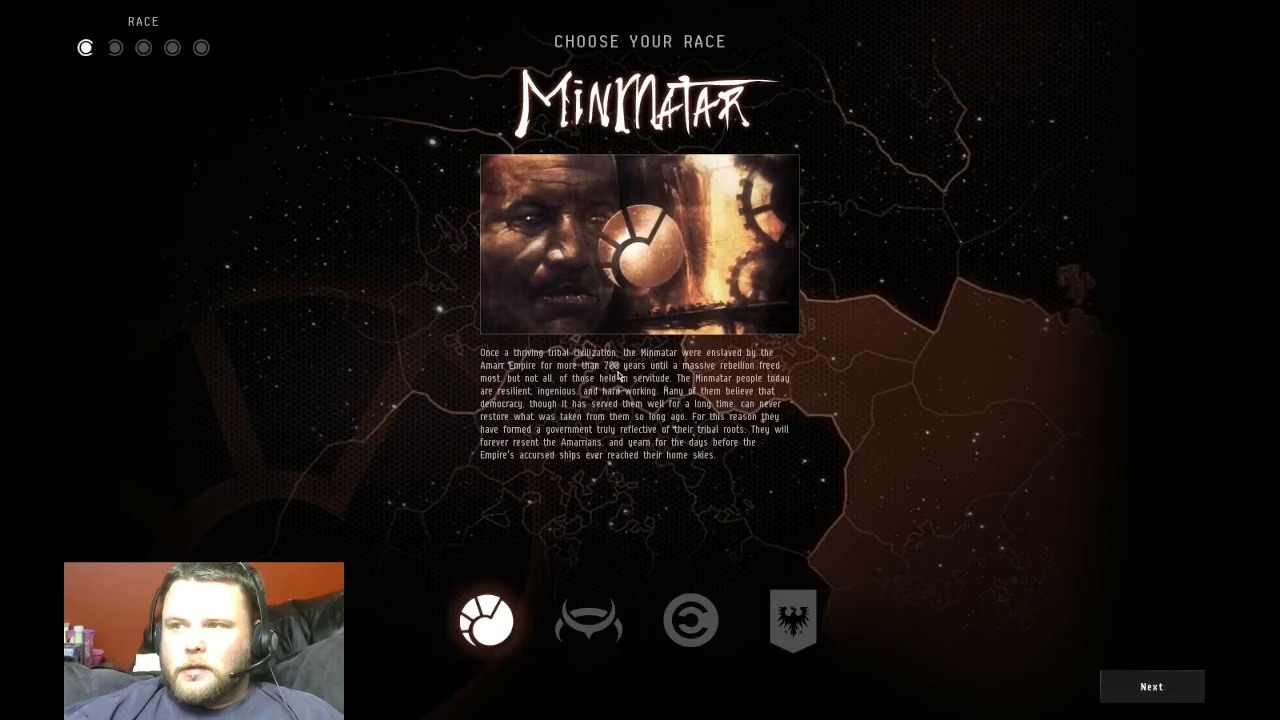 RACE
CHOOSE YOUR RACE
MINMATAR
Once a thriving tribal civilization, the Minmatar were enslaved by the
Amarr Empire for more than 700 years until a massive rebellion freed
most, but not all, of those held in servitude. The Minmatar people today
are resilient, ingenious, and hard working. Many of them believe that
democracy, though it has served them well for a long time, can never
restore what was taken from them so long ago. For this reason they
have formed a government truly reflective of their tribal roots. They will
forever resent the Amarrians, and yearn for the days before the
Empire's accursed ships ever reached their home skies.
Next